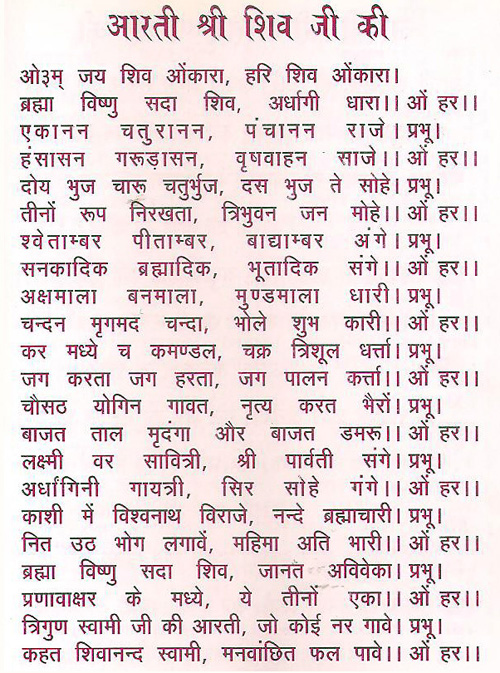 आरती श्री शिव जी की
ओ३म् जय शिव ओंकारा, हरि शिव ओंकारा।
ब्रह्मा विष्णु सदा शिव, अर्धागी धारा।। ओं हर।।
एकानन चतुरानन, पंचानन राजे। प्रभू।
हंसासन गरूड़ासन, वृषवाहन साजे।। ओं हर।।
दोय भुज चारू चतुर्भुज, दस भुज ते सोहे। प्रभू।
तीनों रूप निरखता, त्रिभुवन जन मोहे।। ओं हर।।
श्वेताम्बर पीताम्बर, बाद्याम्बर अंगे। प्रभू।
सनकादिक ब्रह्मादिक, भूतादिक संगे।। ओं हर।।
अक्षमाला बनमाला, मुण्डमाला धारी। प्रभू।
चन्दन मृगमद चन्दा, भोले शुभ कारी।। ओं हर।।
कर मध्ये च कमण्डल, चक्र त्रिशूल धर्त्ता। प्रभू।
जग करता जग हरता, जग पालन कर्त्ता।। ओं हर।।
चौसठ योगिन गावत, नृत्य करत भैरों। प्रभू।
बाजत ताल मृदंगा और बाजत डमरू।। ओं हर।।
लक्ष्मी वर सावित्री, श्री पार्वती संगे। प्रभू।
अर्धांगिनी गायत्री, सिर सोहे गंगे।। ओं हर।।
काशी में विश्वनाथ विराजे, नन्दे ब्रह्माचारी। प्रभू।
नित उठ भोग लगावें, महिमा अति भारी।। ओं हर।।
ब्रह्मा विष्णु सदा शिव, जानत अविवेका। प्रभू।
प्रणावाक्षर के मध्ये, ये तीनों एका।। ओं हर।।
त्रिगुण स्वामी जी की आरती, जो कोई नर गावे। प्रभू।
कहत शिवानन्द स्वामी, मनवांछित फल पावे।। ओं हर।।